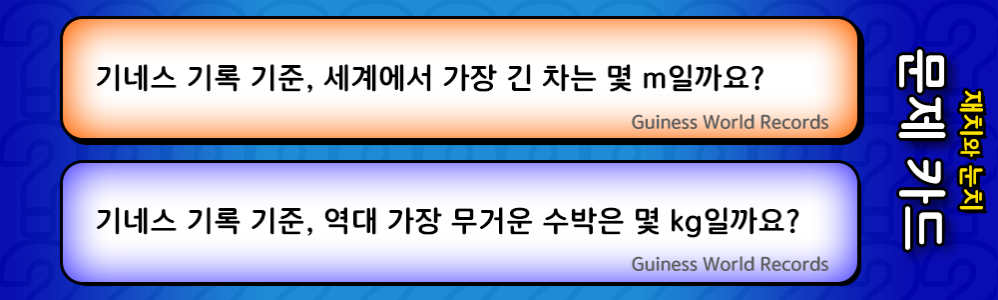 기네스 기록 기준, 세계에서 가장 긴 차는 몇 m일까요?
Guiness World Records
기네스 기록 기준, 역대 가장 무거운 수박은 몇 kg일까요?
Guiness World Records
재치와 눈치
문제 카드